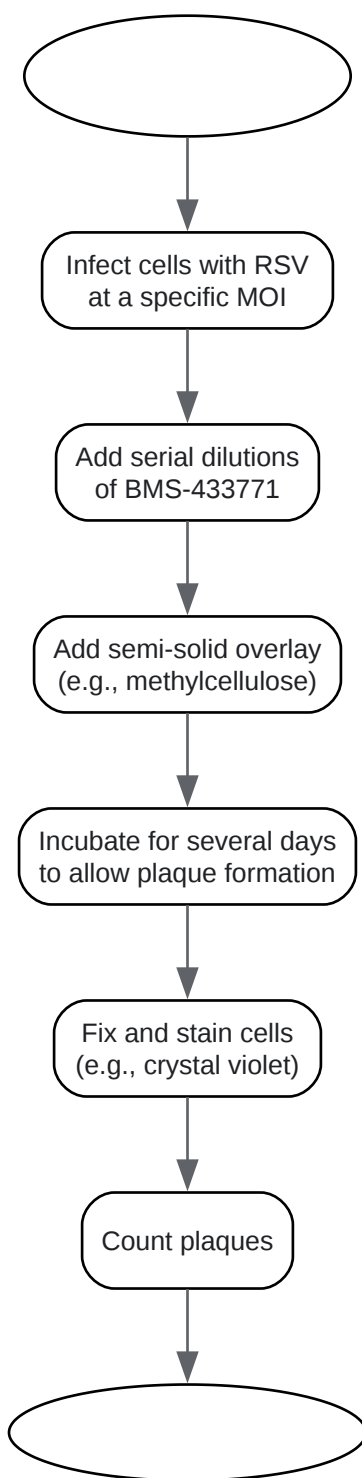 Infect cells with RSV
at a specific MOI
Add serial dilutions
of BMS-433771
Add semi-solid overlay
(e.g., methylcellulose)
Incubate for several days
to allow plaque formation
Fix and stain cells
(e.g., crystal violet)
Count plaques